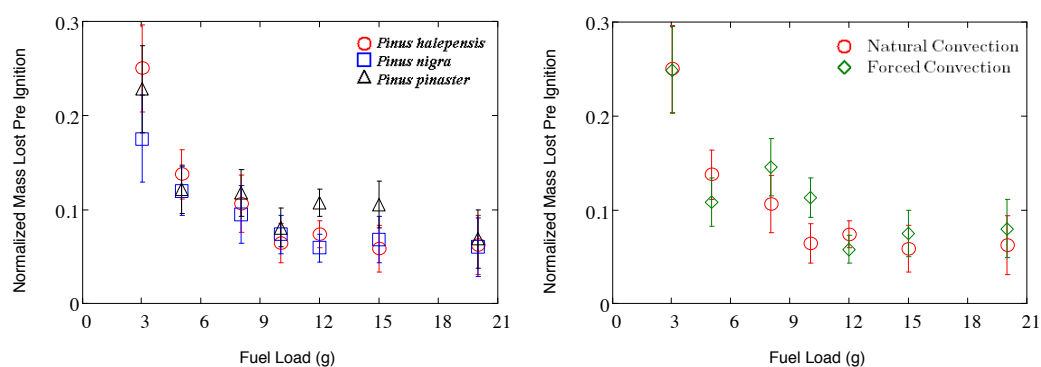 0.3
0.2
0.1
0
Normalized Mass Lost Pre Ignition
Pinus halepensis
Pinus nigra
Pinus pinaster
0 3 6 9 12 15 18 21
Fuel Load (g)
0.3
0.2
0.1
0
Normalized Mass Lost Pre Ignition
Natural Convection
Forced Convection
0 3 6 9 12 15 18 21
Fuel Load (g)